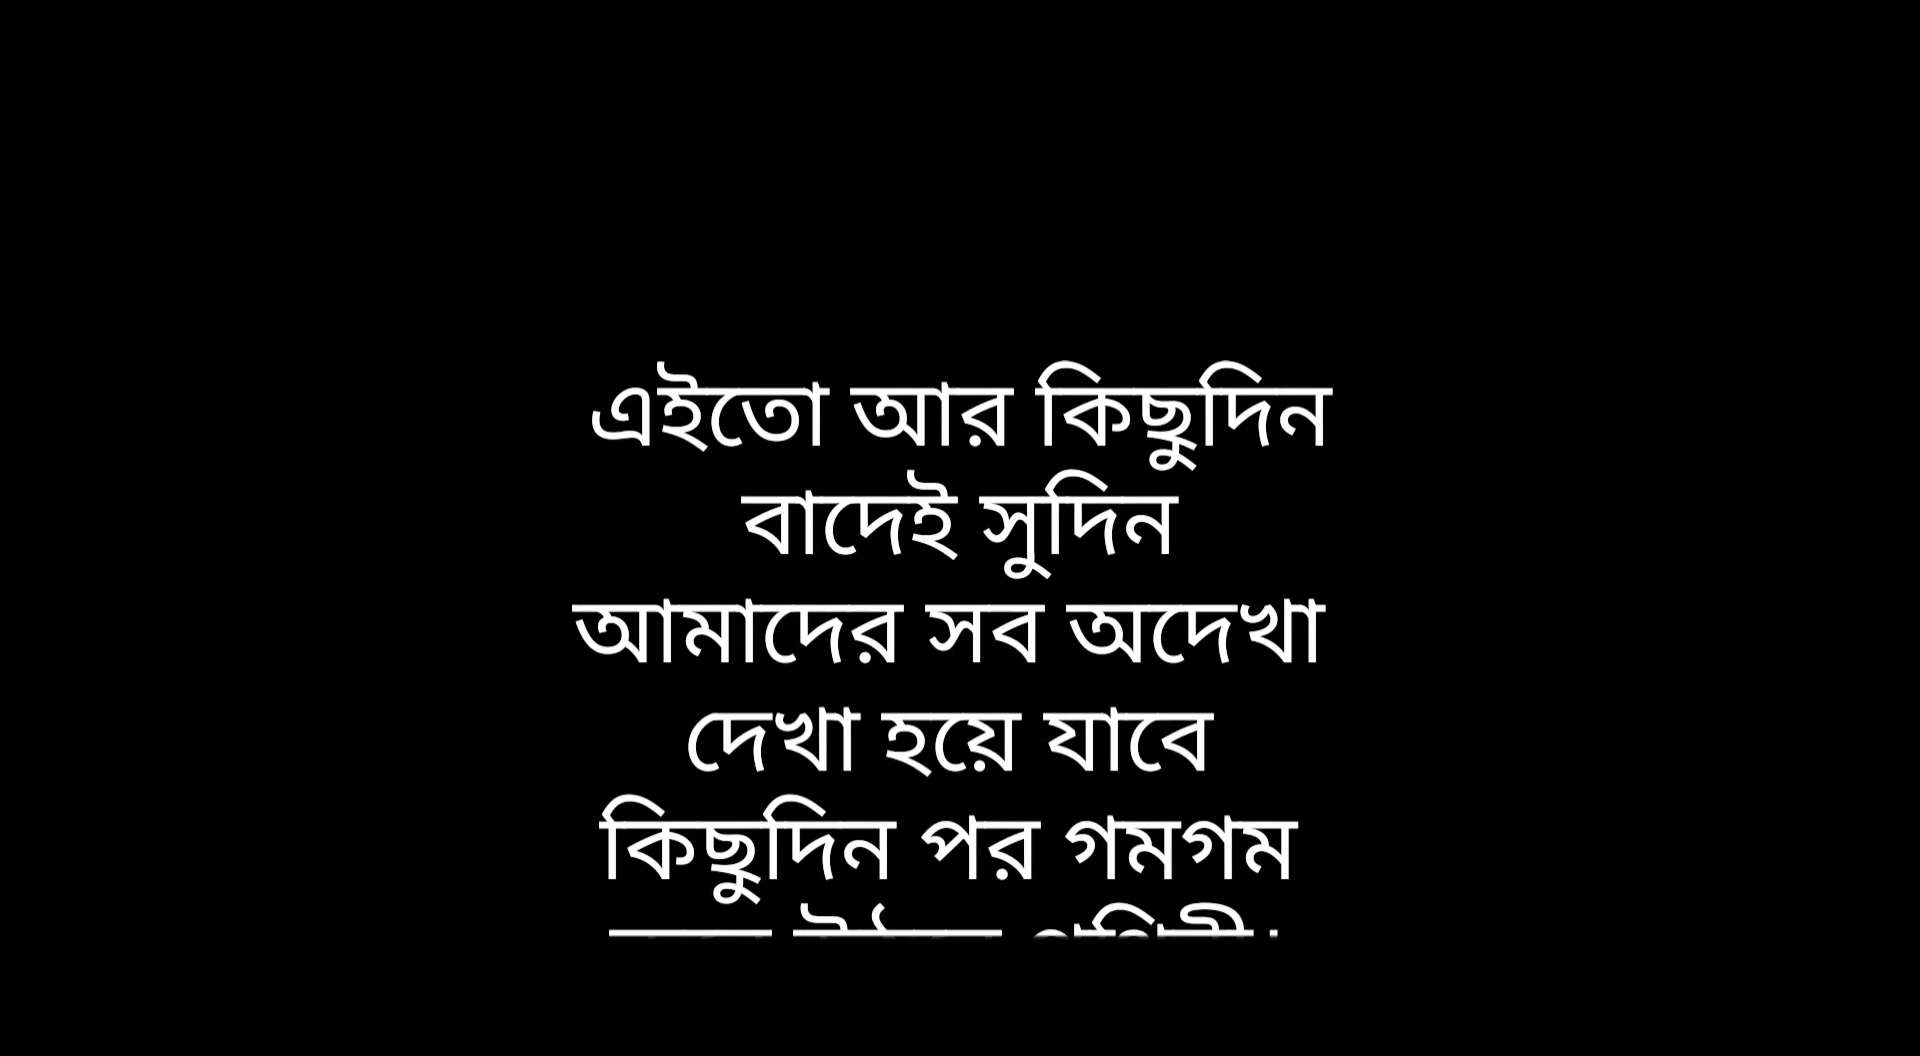 এইতো আর কিছুদিন
বাদেই সুদিন
আমাদের সব অদেখা
দেখা হয়ে যাবে
কিছুদিন পর গমগম